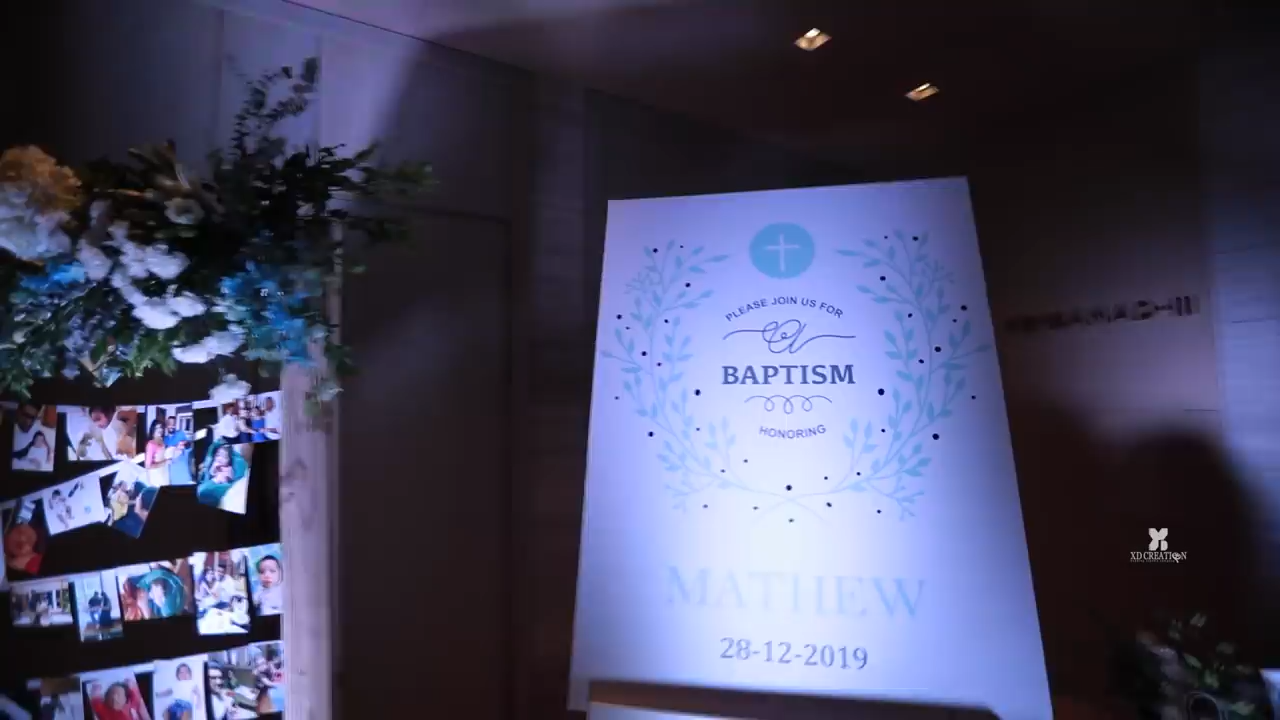 PLEASE JOIN US FOR
a
BAPTISM
HONORING
MATHEW
28-12-2019
XD CREATION